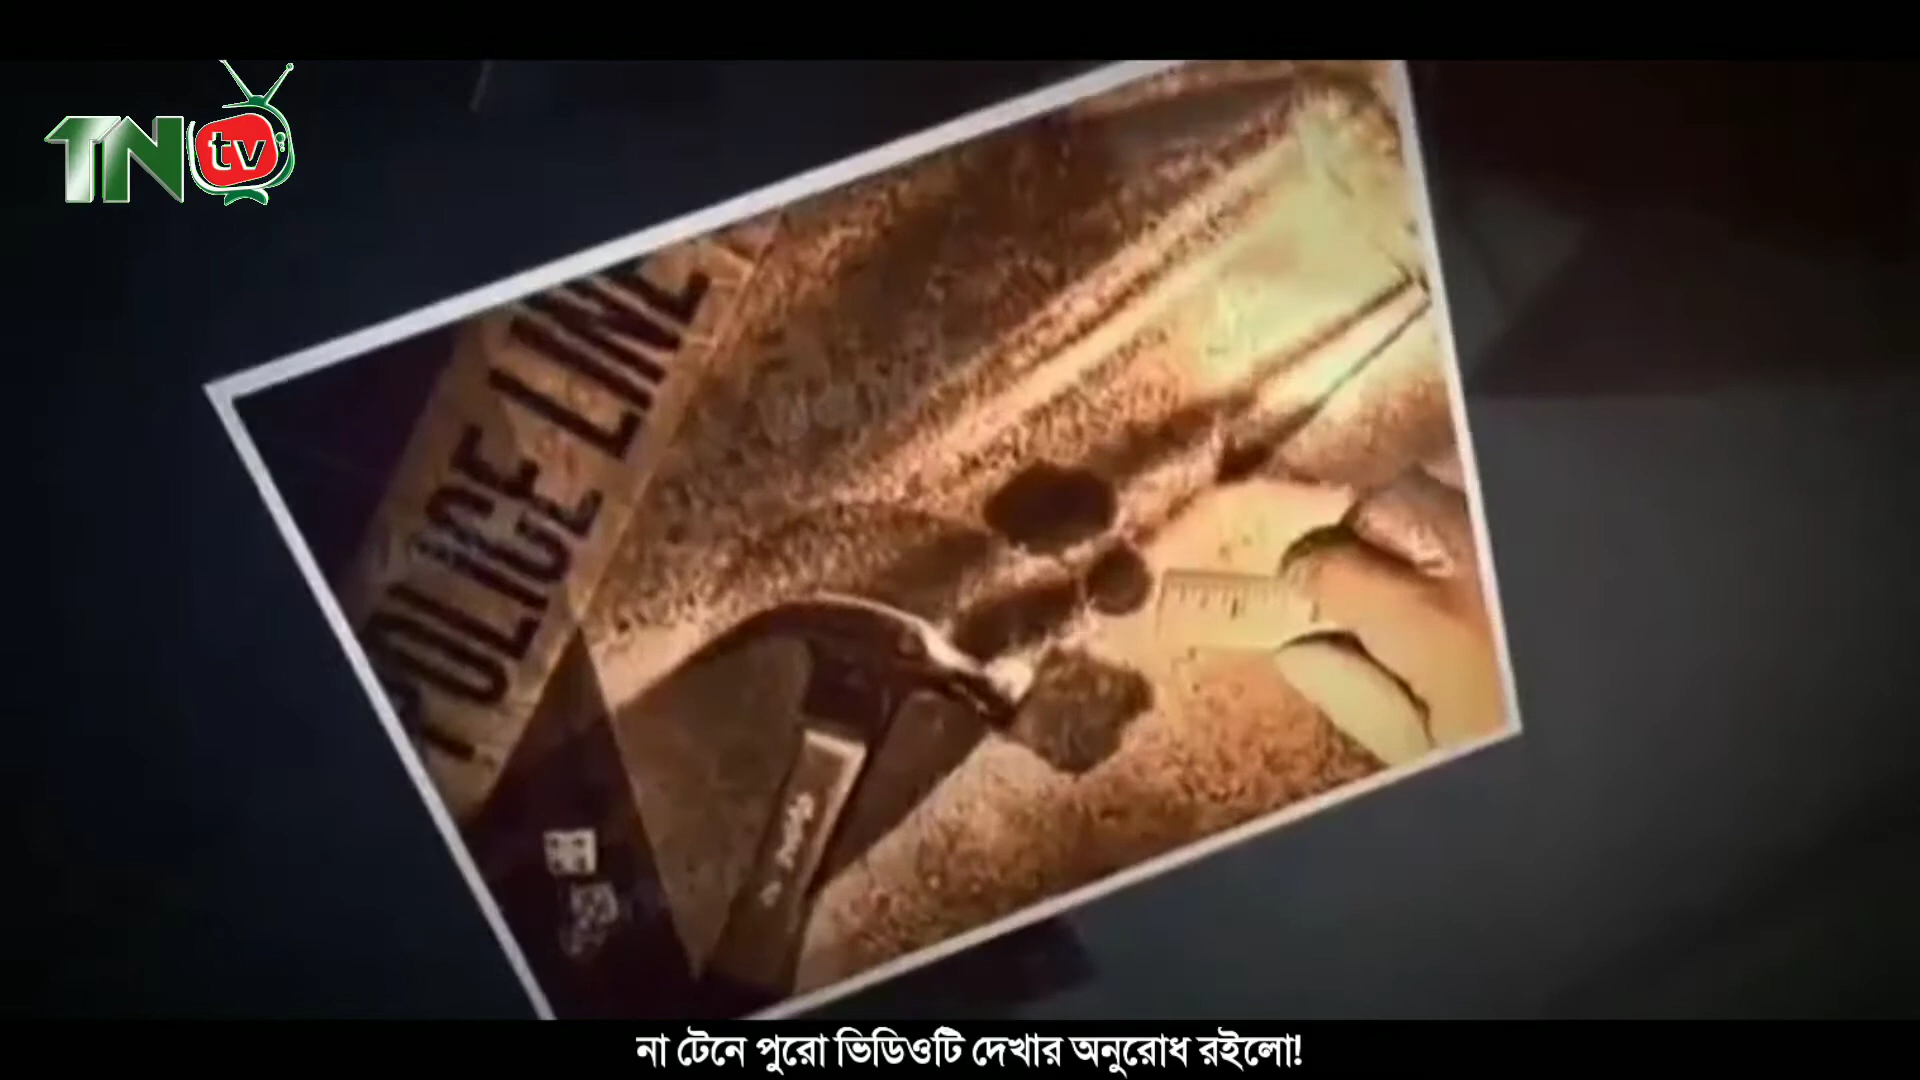 TN tv
POLICE LINE
না টেনে পুরো ভিডিওটি দেখার অনুরোধ রইলো!